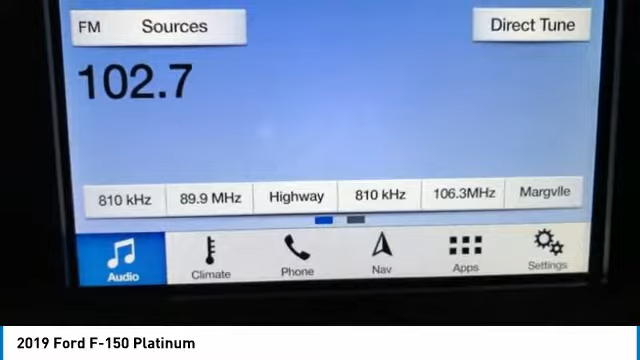 FM Sources Direct Tune
102.7
810 kHz 89.9 MHz Highway 810 kHz 106.3MHz Margvlle
Audio Climate Phone Nav Apps Settings
2019 Ford F-150 Platinum